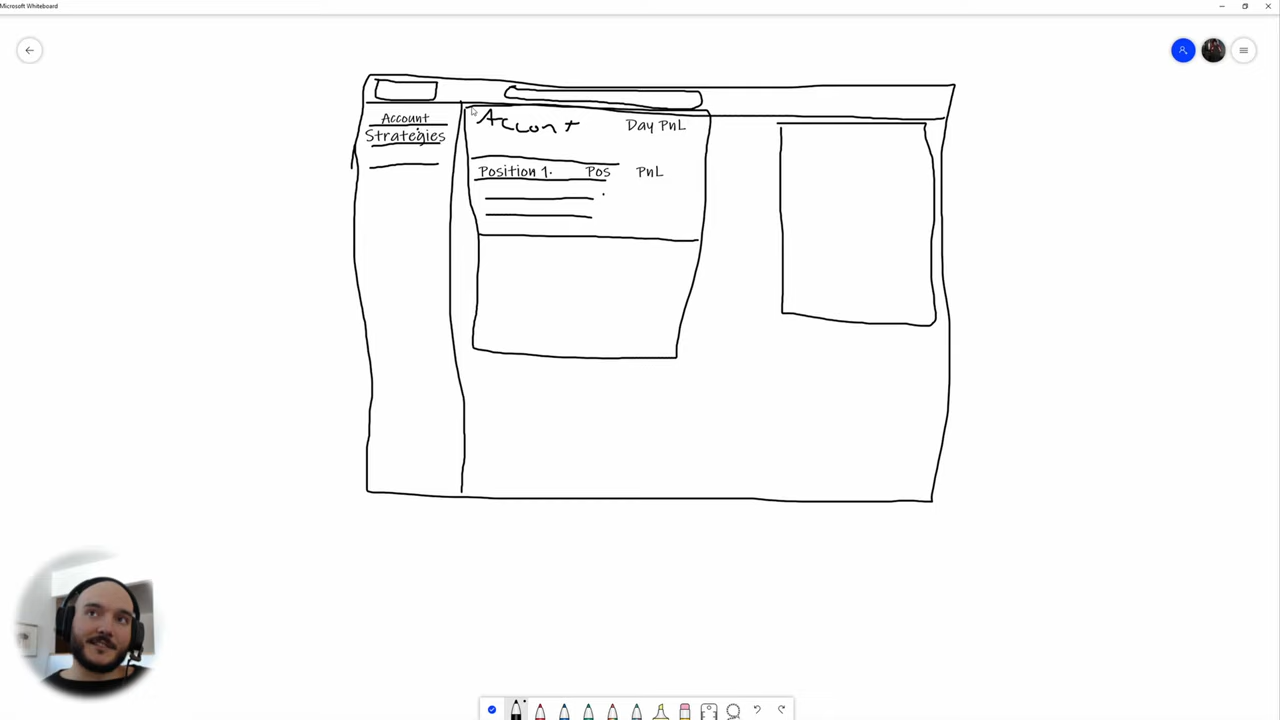 Microsoft Whiteboard
Account
Strategies
Account Day PnL
Position 1. Pos PnL